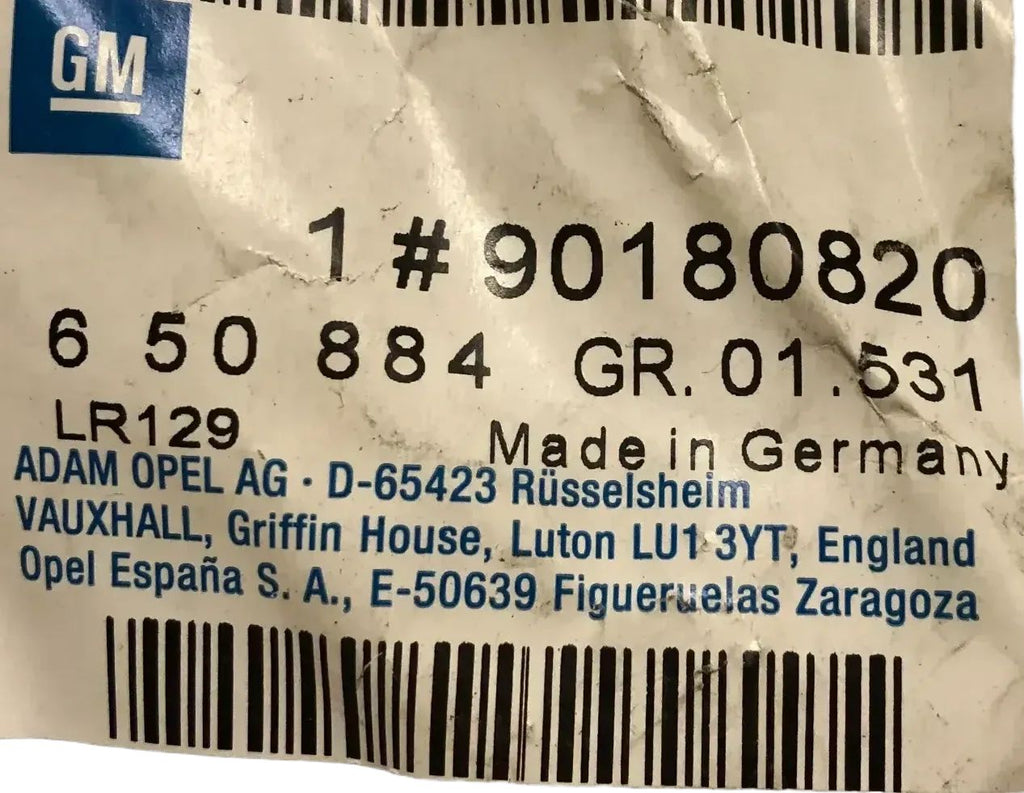 GM
1 # 90180820
6 50 884 GR. 01.531
LR129 Made in Germany
ADAM OPEL AG · D-65423 Rüsselsheim
VAUXHALL, Griffin House, Luton LU1 3YT, England
Opel España S. A., E-50639 Figueruelas Zaragoza